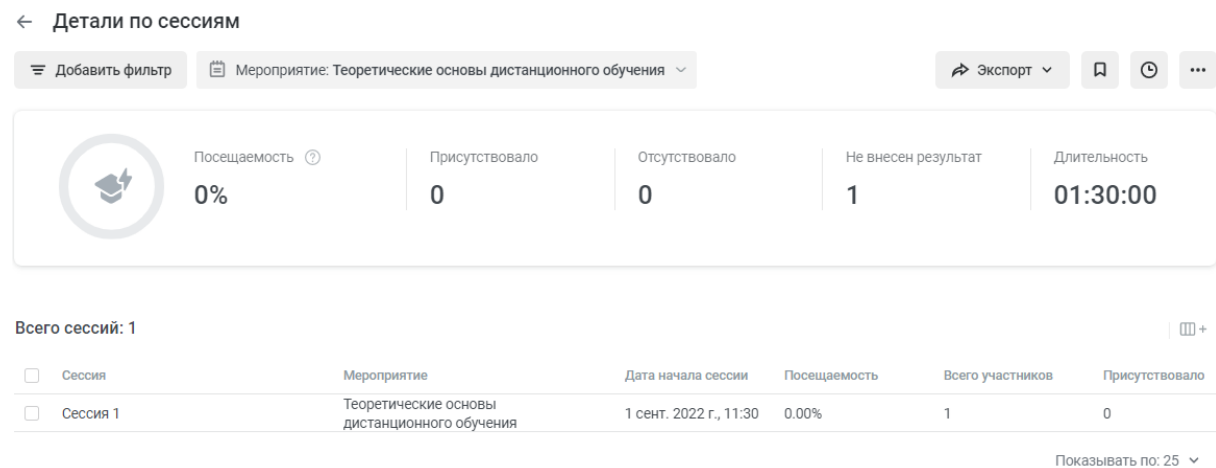 Детали по сессиям
Добавить фильтр
Мероприятие: Теоретические основы дистанционного обучения
Экспорт
Посещаемость ?
Присутствовало
Отсутствовало
Не внесен результат
Длительность
0%
0
0
1
01:30:00
Всего сессий: 1
Сессия
Мероприятие
Дата начала сессии
Посещаемость
Всего участников
Присутствовало
Сессия 1
Теоретические основы
дистанционного обучения
1 сент. 2022 г., 11:30
0.00%
1
0
Показывать по: 25